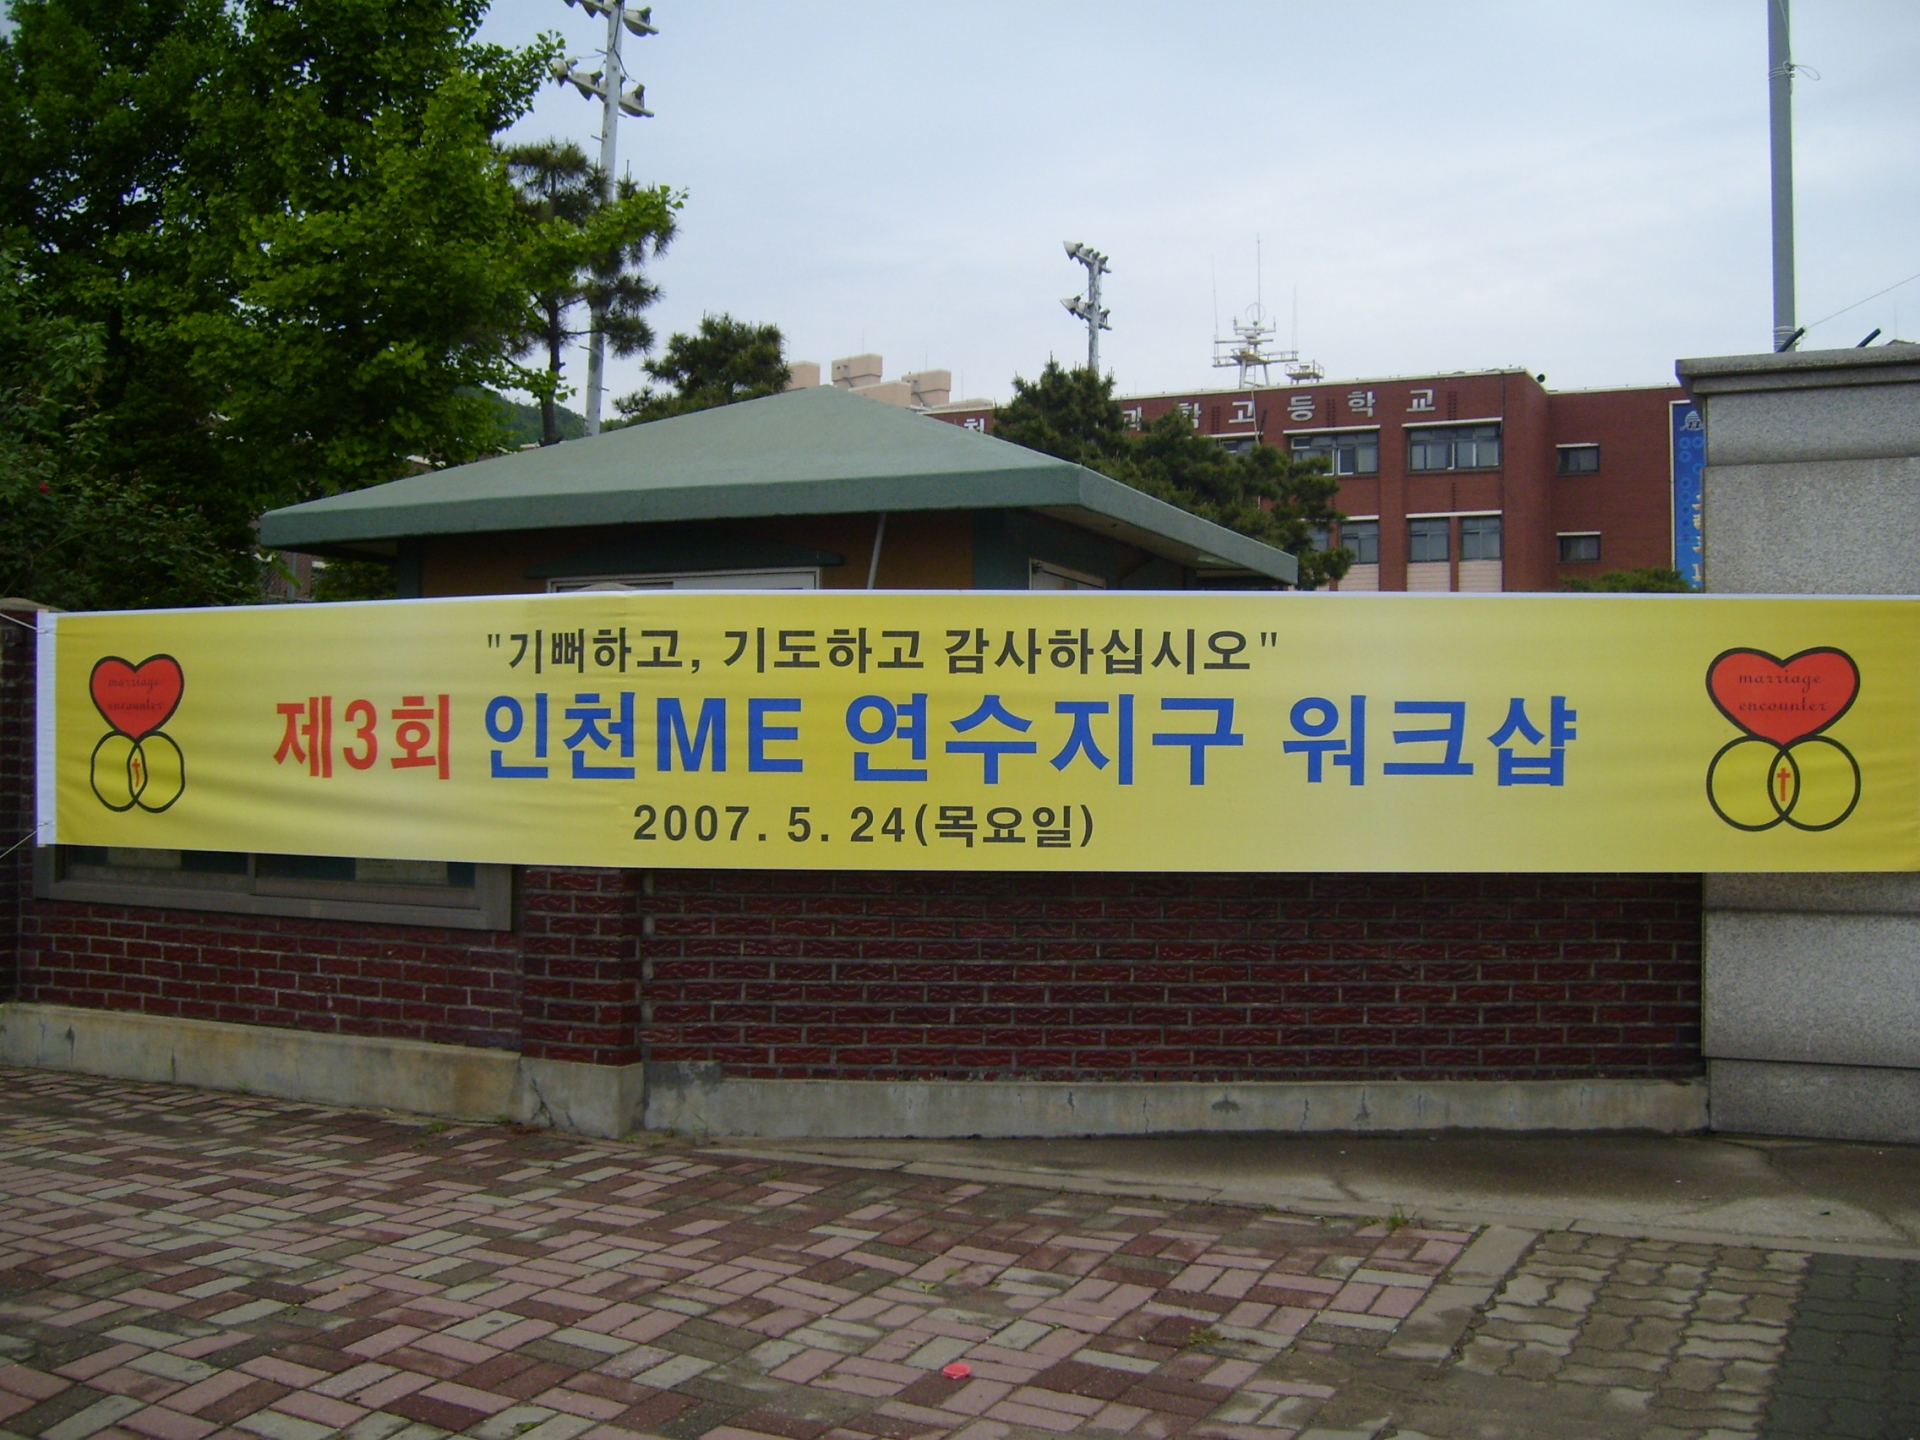 과학고등학교
"기뻐하고, 기도하고 감사하십시오"
제3회 인천ME 연수지구 워크샵
2007. 5. 24(목요일)
marriage
encounter
marriage
encounter